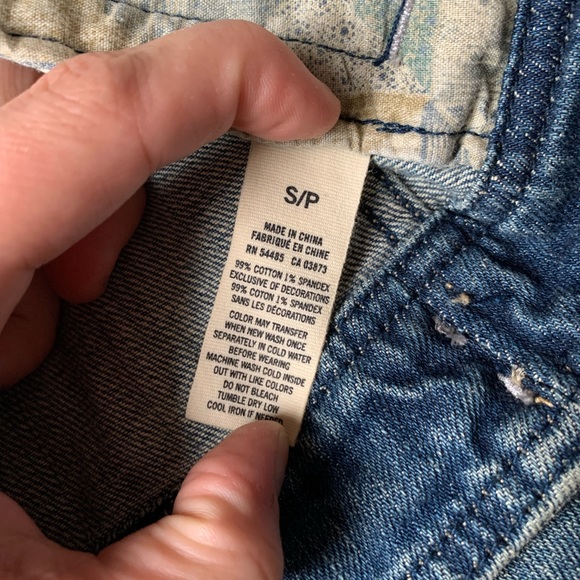 S/P
MADE IN CHINA
FABRIQUÉ EN CHINE
RN 54485 CA 03873
99% COTTON 1% SPANDEX
EXCLUSIVE OF DECORATIONS
99% COTON 1% SPANDEX
SANS LES DÉCORATIONS
COLOR MAY TRANSFER
WHEN NEW WASH ONCE
SEPARATELY IN COLD WATER
BEFORE WEARING
MACHINE WASH COLD INSIDE
OUT WITH LIKE COLORS
DO NOT BLEACH
TUMBLE DRY LOW
COOL IRON IF NEEDED